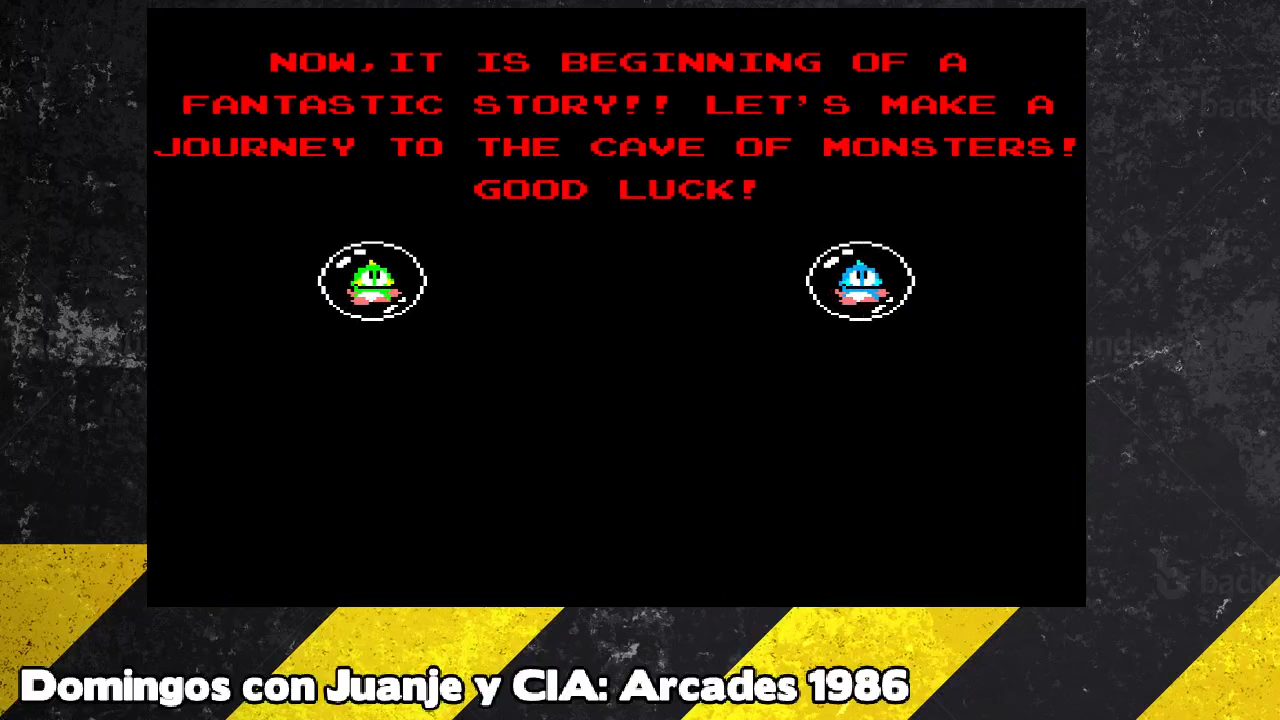 NOW,IT IS BEGINNING OF A
FANTASTIC STORY!! LET'S MAKE A
JOURNEY TO THE CAVE OF MONSTERS!
GOOD LUCK!
Domingos con Juanje y CIA: Arcades 1986